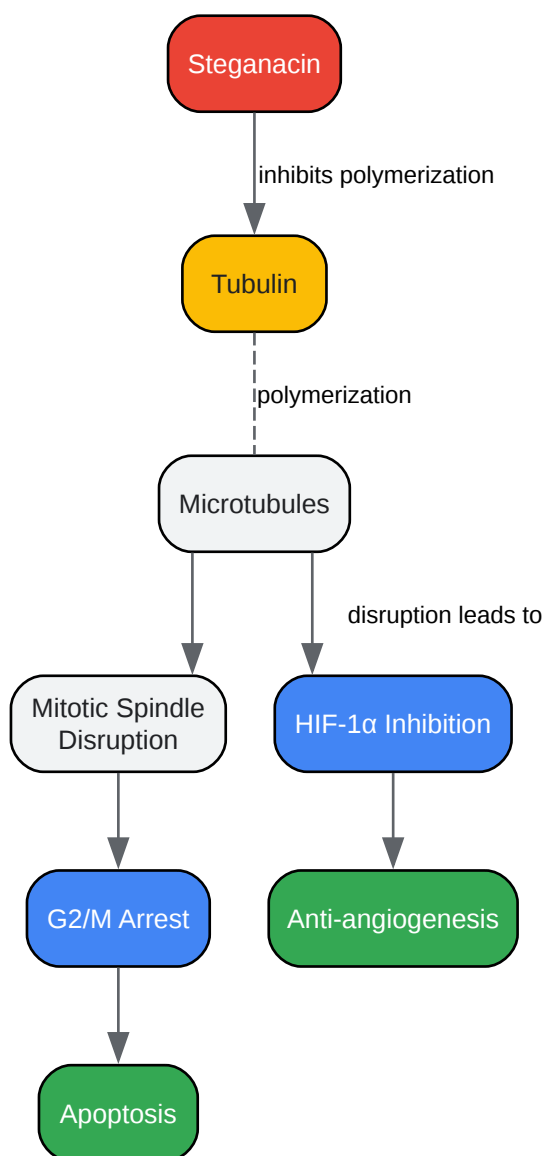 Steganacin
inhibits polymerization
Tubulin
polymerization
Microtubules
disruption leads to
Mitotic Spindle
Disruption
HIF-1α Inhibition
G2/M Arrest
Anti-angiogenesis
Apoptosis